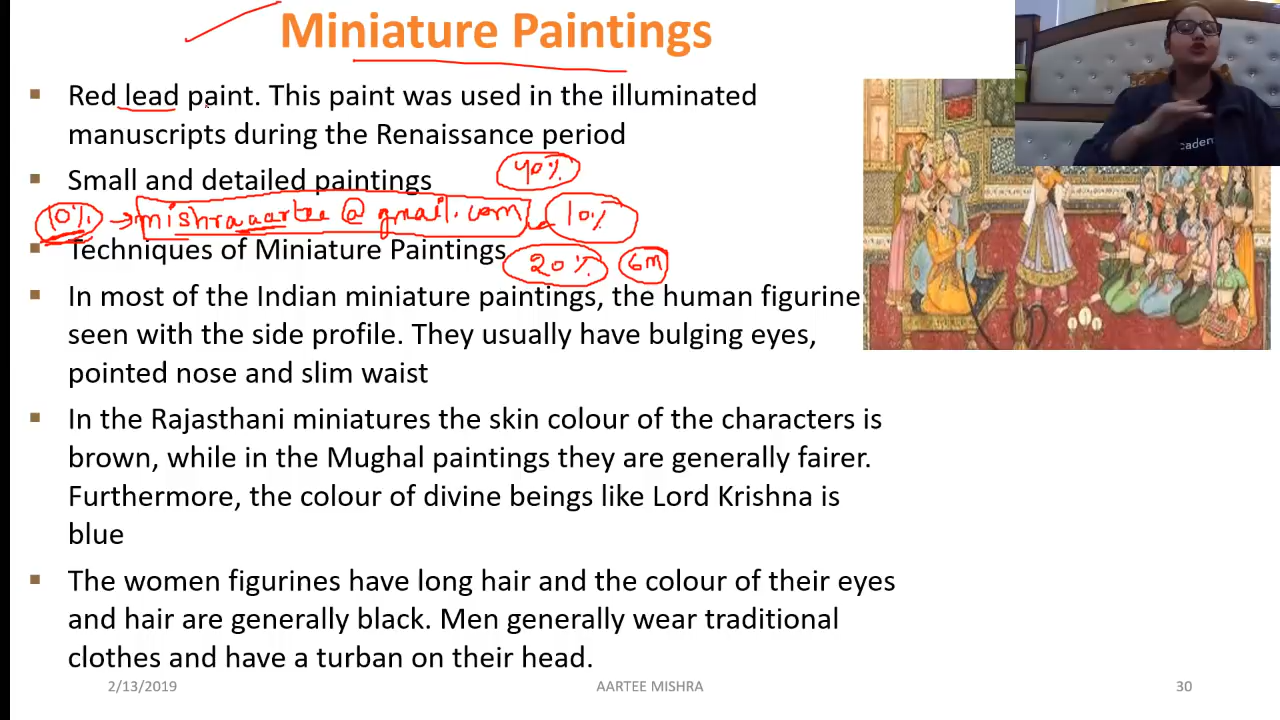 Miniature Paintings
▪ Red lead paint. This paint was used in the illuminated
manuscripts during the Renaissance period
▪ Small and detailed paintings
40%
10% → mishraaartee@gmail.com 10%
▪ Techniques of Miniature Paintings
20% 6m
▪ In most of the Indian miniature paintings, the human figurine
seen with the side profile. They usually have bulging eyes,
pointed nose and slim waist
▪ In the Rajasthani miniatures the skin colour of the characters is
brown, while in the Mughal paintings they are generally fairer.
Furthermore, the colour of divine beings like Lord Krishna is
blue
▪ The women figurines have long hair and the colour of their eyes
and hair are generally black. Men generally wear traditional
clothes and have a turban on their head.
2/13/2019 AARTEE MISHRA 30